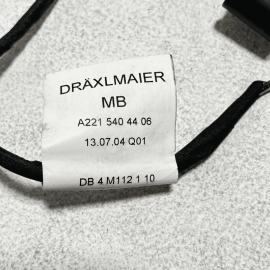 DRÄXLMAIER
MB
A221 540 44 06
13.07.04 Q01
DB 4 M112 1 10